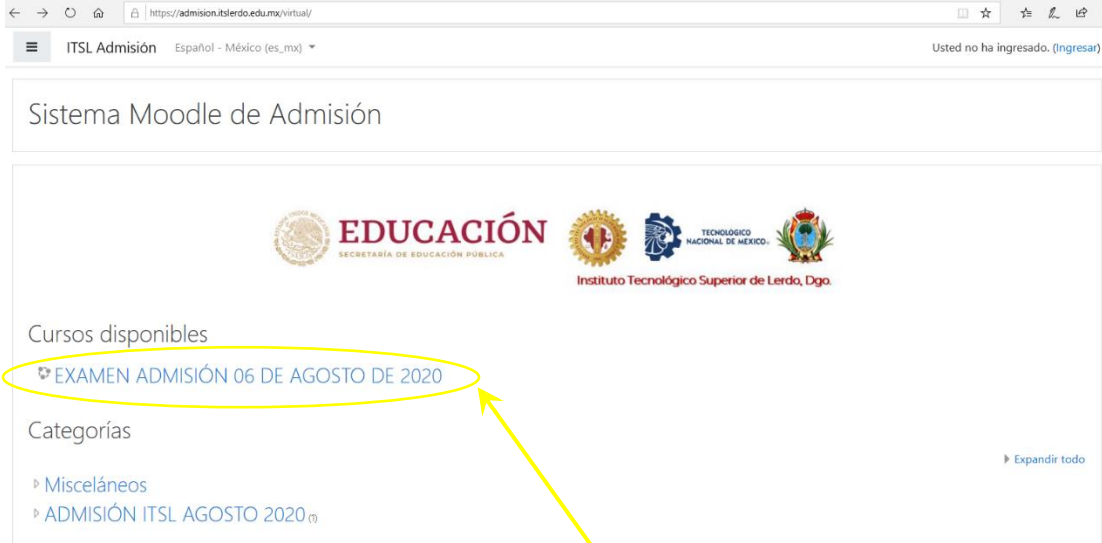 https://admision.itslerdo.edu.mx/virtual/
ITSL Admisión Español - México (es_mx) Usted no ha ingresado. (Ingresar)
Sistema Moodle de Admisión
EDUCACIÓN
SECRETARÍA DE EDUCACIÓN PÚBLICA
TECNOLÓGICO
NACIONAL DE MÉXICO
Instituto Tecnológico Superior de Lerdo, Dgo.
Cursos disponibles
EXAMEN ADMISIÓN 06 DE AGOSTO DE 2020
Categorías
Expandir todo
Misceláneos
ADMISIÓN ITSL AGOSTO 2020 (1)